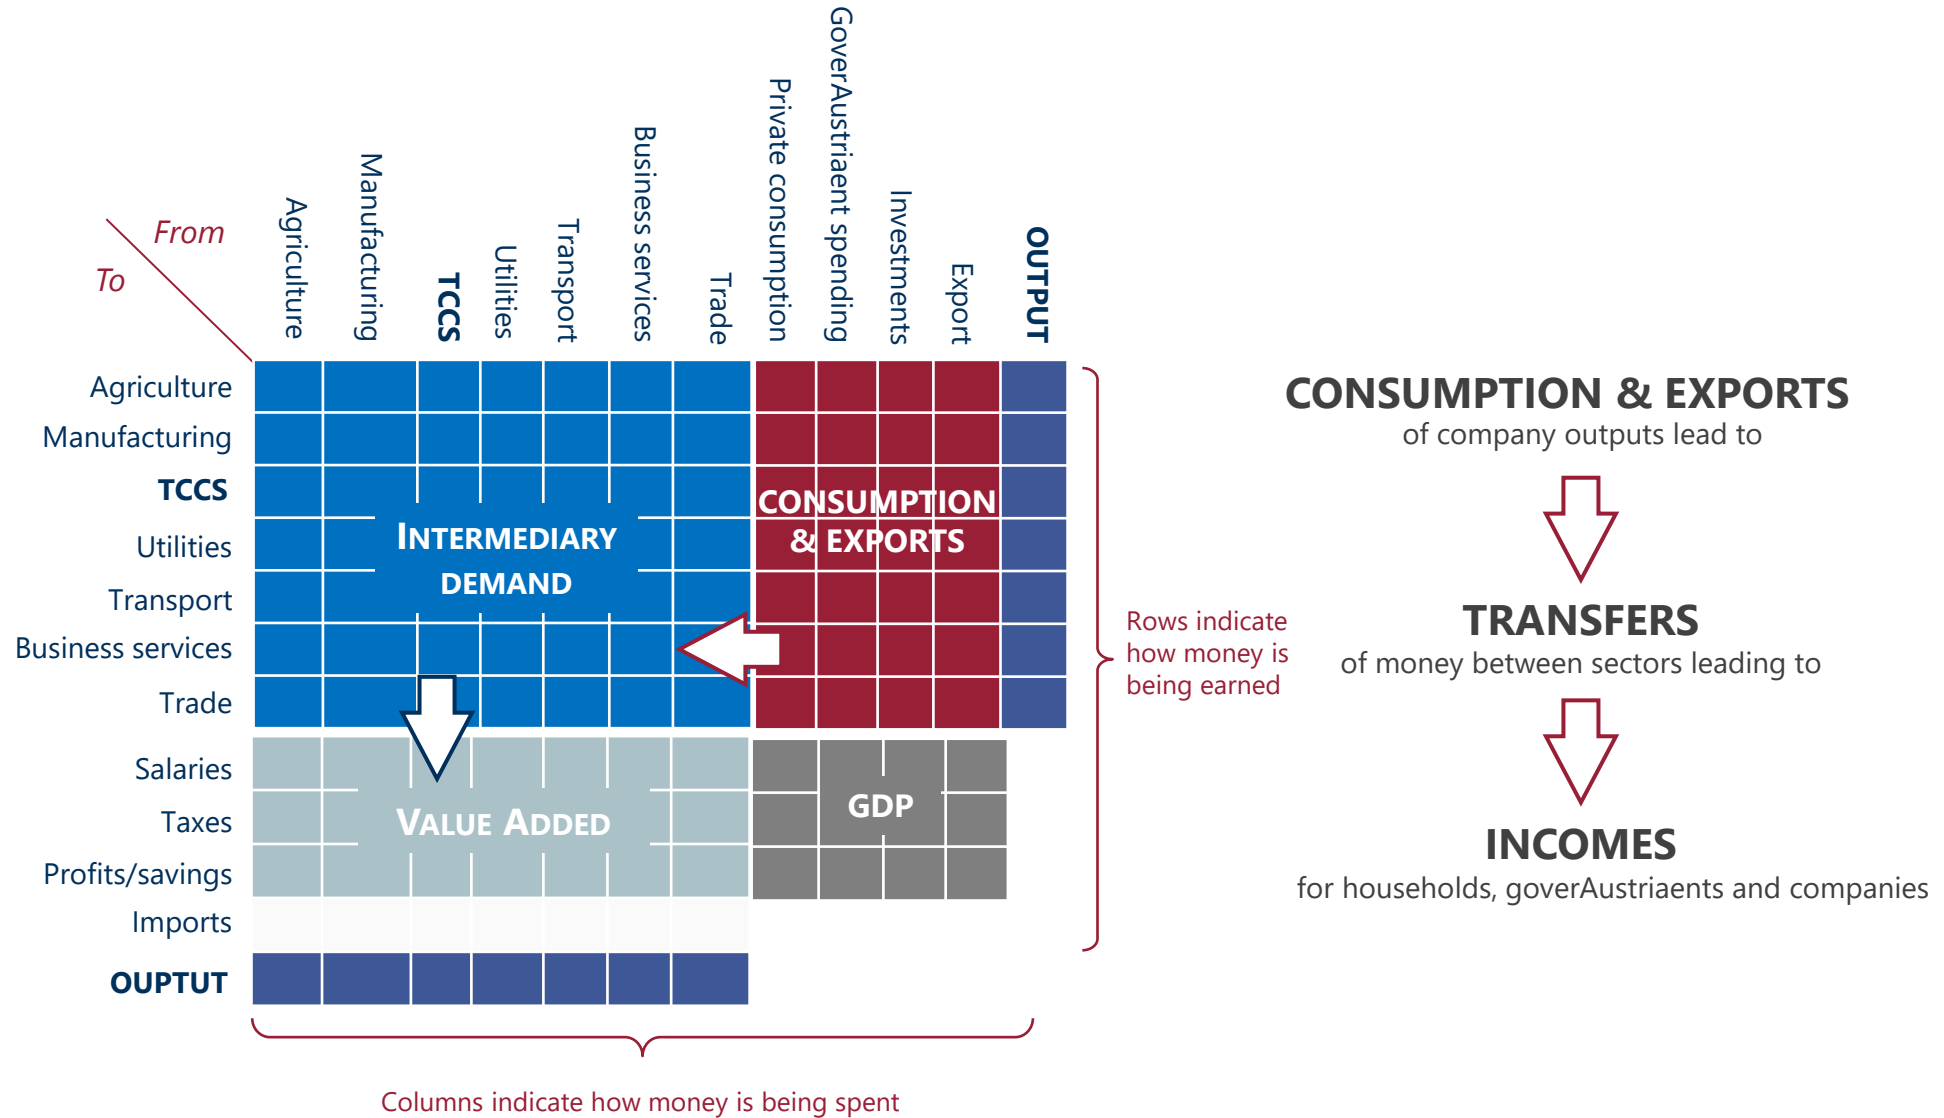 From
To
Agriculture
Manufacturing
TCCS
Utilities
Transport
Business services
Trade
Private consumption
GoverAustriaent spending
Investments
Export
OUTPUT
Agriculture
Manufacturing
TCCS
Utilities
Transport
Business services
Trade
Salaries
Taxes
Profits/savings
Imports
OUPTUT
INTERMEDIARY
DEMAND
CONSUMPTION
& EXPORTS
VALUE ADDED
GDP
Rows indicate
how money is
being earned
Columns indicate how money is being spent
CONSUMPTION & EXPORTS
of company outputs lead to
TRANSFERS
of money between sectors leading to
INCOMES
for households, goverAustriaents and companies